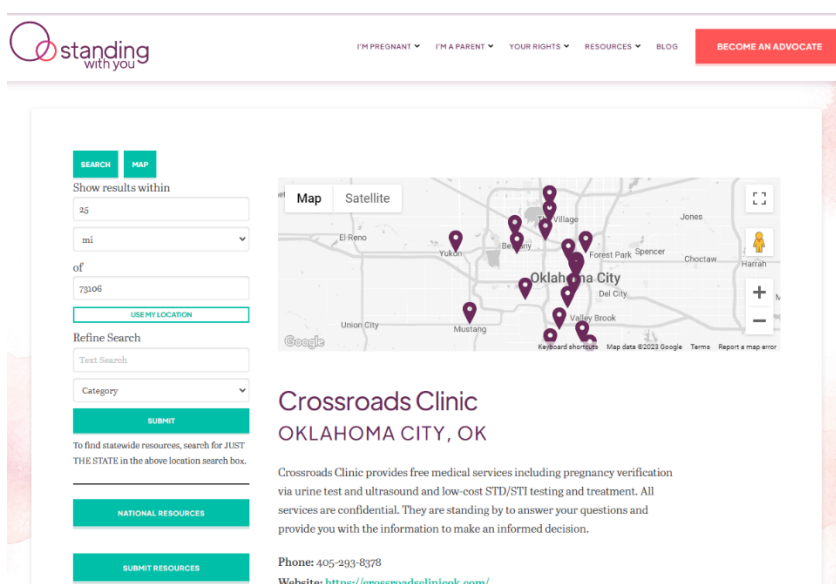 standing
with you
I'M PREGNANT
I'M A PARENT
YOUR RIGHTS
RESOURCES
BLOG
BECOME AN ADVOCATE
SEARCH
MAP
Show results within
25
mi
of
73106
USE MY LOCATION
Refine Search
Text Search
Category
SUBMIT
To find statewide resources, search for JUST
THE STATE in the above location search box.
NATIONAL RESOURCES
SUBMIT RESOURCES
Map
Satellite
Village
Jones
El Reno
Yukon
Forest Park
Spencer
Choctaw
Harrah
City
Del City
Union City
Mustang
Valley Brook
Google
Keyboard shortcuts
Map data ©2023 Google
Terms
Report a map error
Crossroads Clinic
OKLAHOMA CITY, OK
Crossroads Clinic provides free medical services including pregnancy verification
via urine test and ultrasound and low-cost STD/STI testing and treatment. All
services are confidential. They are standing by to answer your questions and
provide you with the information to make an informed decision.
Phone: 405-293-8378
Website: https://crossroadsclinicok.com/